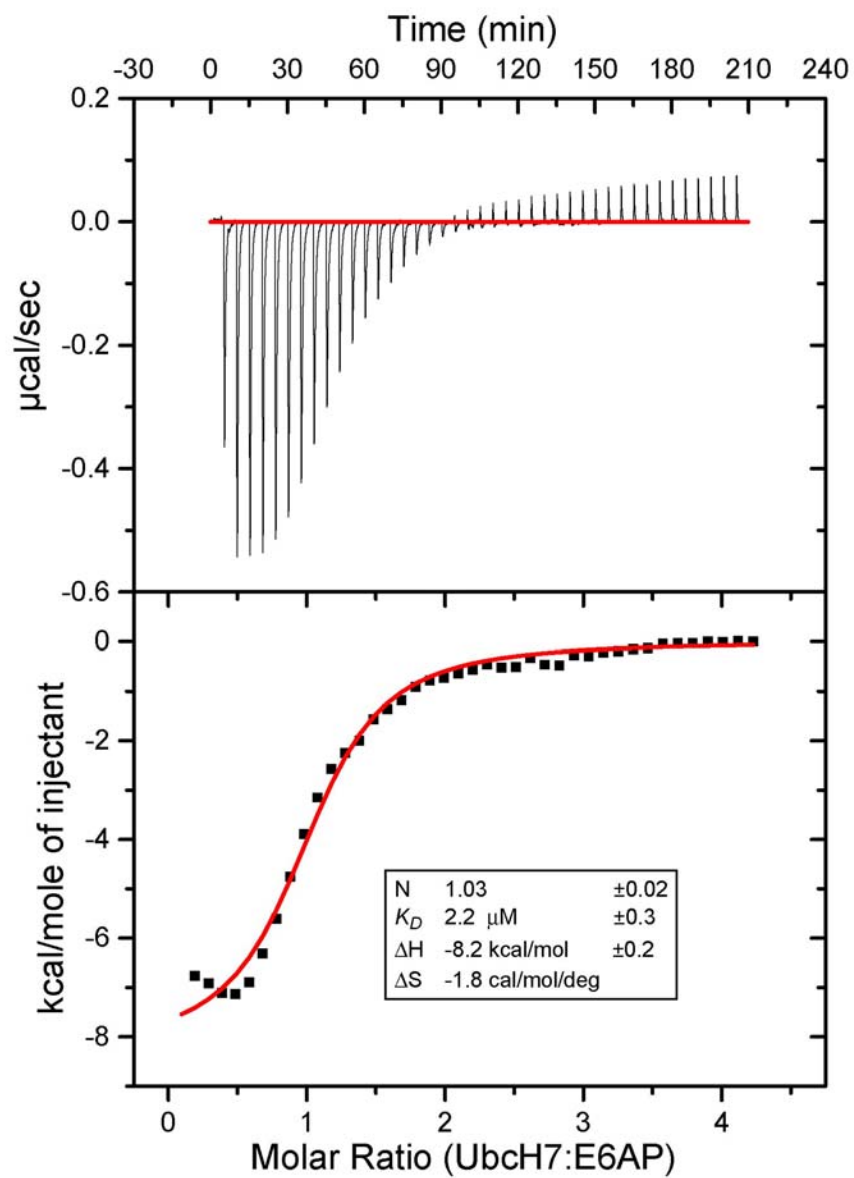 Time (min)
-30 0 30 60 90 120 150 180 210 240
0.2
0.0
-0.2
-0.4
-0.6
µcal/sec
0
-2
-4
-6
-8
kcal/mole of injectant
N 1.03 ±0.02
K_D 2.2 µM ±0.3
ΔH -8.2 kcal/mol ±0.2
ΔS -1.8 cal/mol/deg
0 1 2 3 4
Molar Ratio (UbcH7:E6AP)